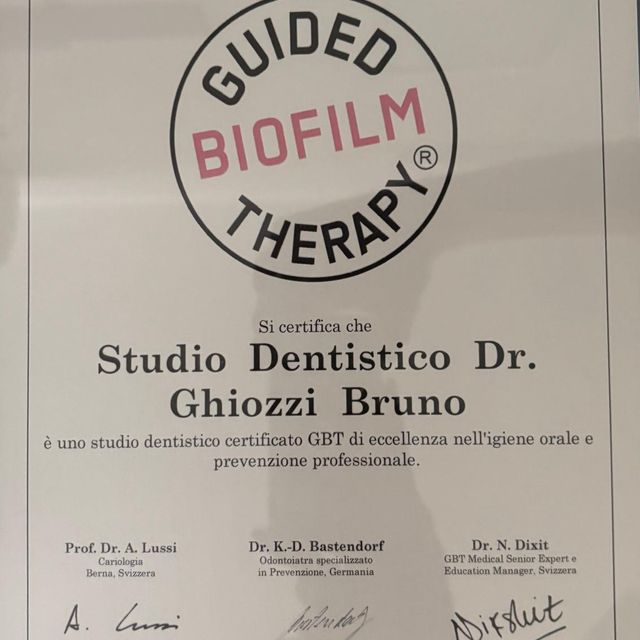 GUIDED
BIOFILM
THERAPY®
Si certifica che
Studio Dentistico Dr.
Ghiozzi Bruno
è uno studio dentistico certificato GBT di eccellenza nell'igiene orale e
prevenzione professionale.
Prof. Dr. A. Lussi
Cariologia
Berna, Svizzera
Dr. K.-D. Bastendorf
Odontoiatra specializzato
in Prevenzione, Germania
Dr. N. Dixit
GBT Medical Senior Expert e
Education Manager, Svizzera
A. Lussi